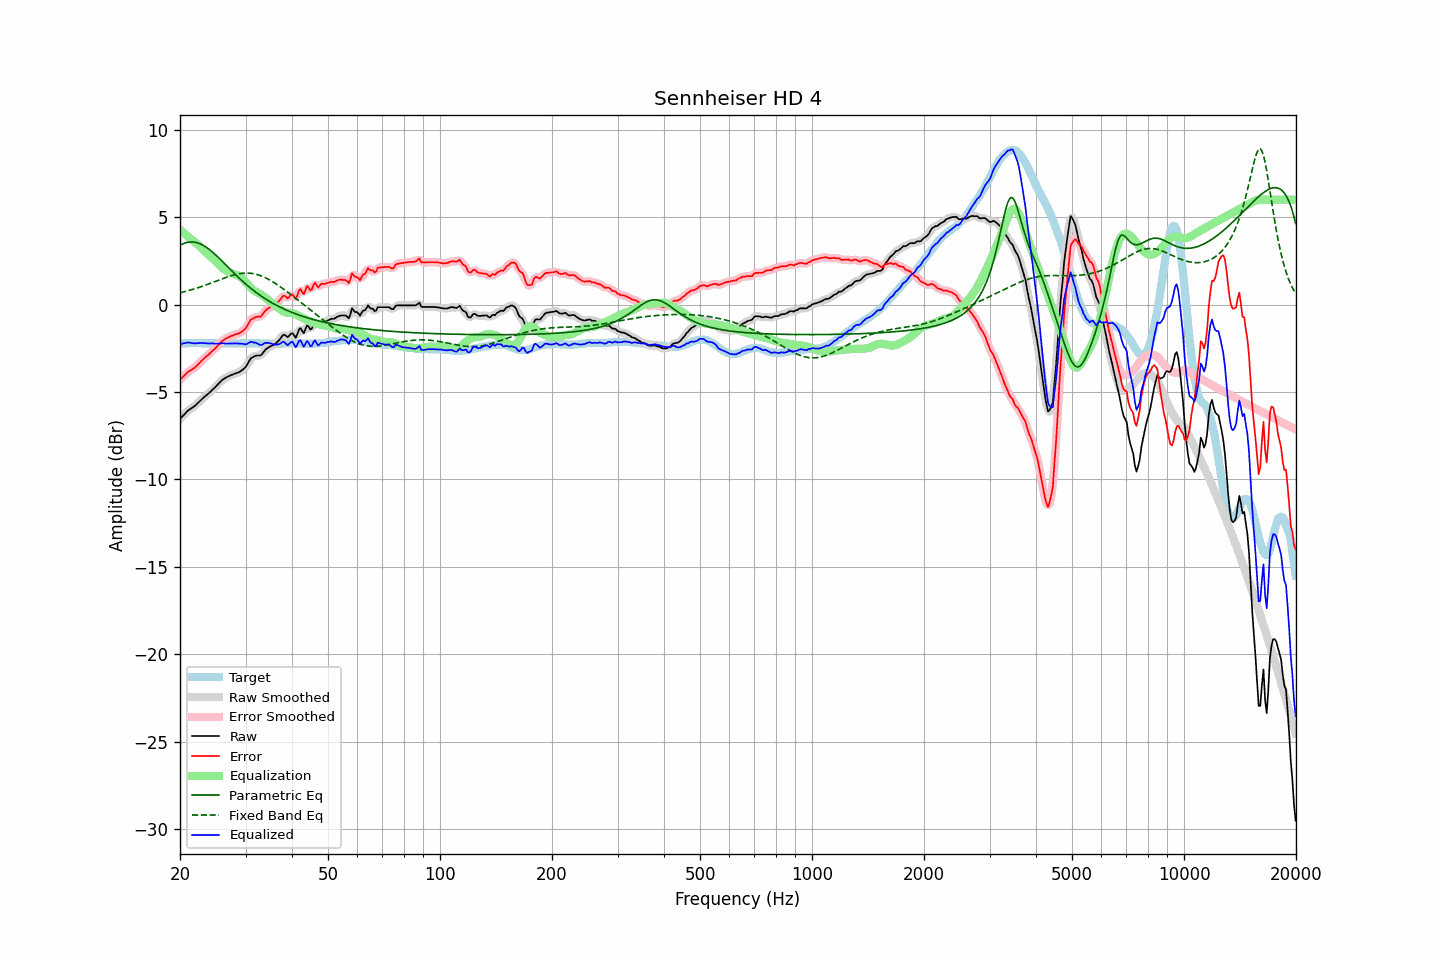 Sennheiser HD 4
Amplitude (dBr)
10
5
0
−5
−10
−15
−20
−25
−30
Target
Raw Smoothed
Error Smoothed
Raw
Error
Equalization
Parametric Eq
Fixed Band Eq
Equalized
20 50 100 200 500 1000 2000 5000 10000 20000
Frequency (Hz)